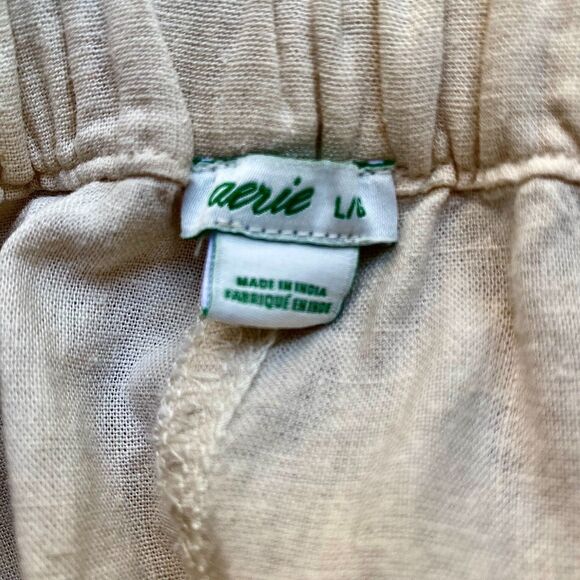 aerie L/G
MADE IN INDIA
FABRIQUÉ EN INDE